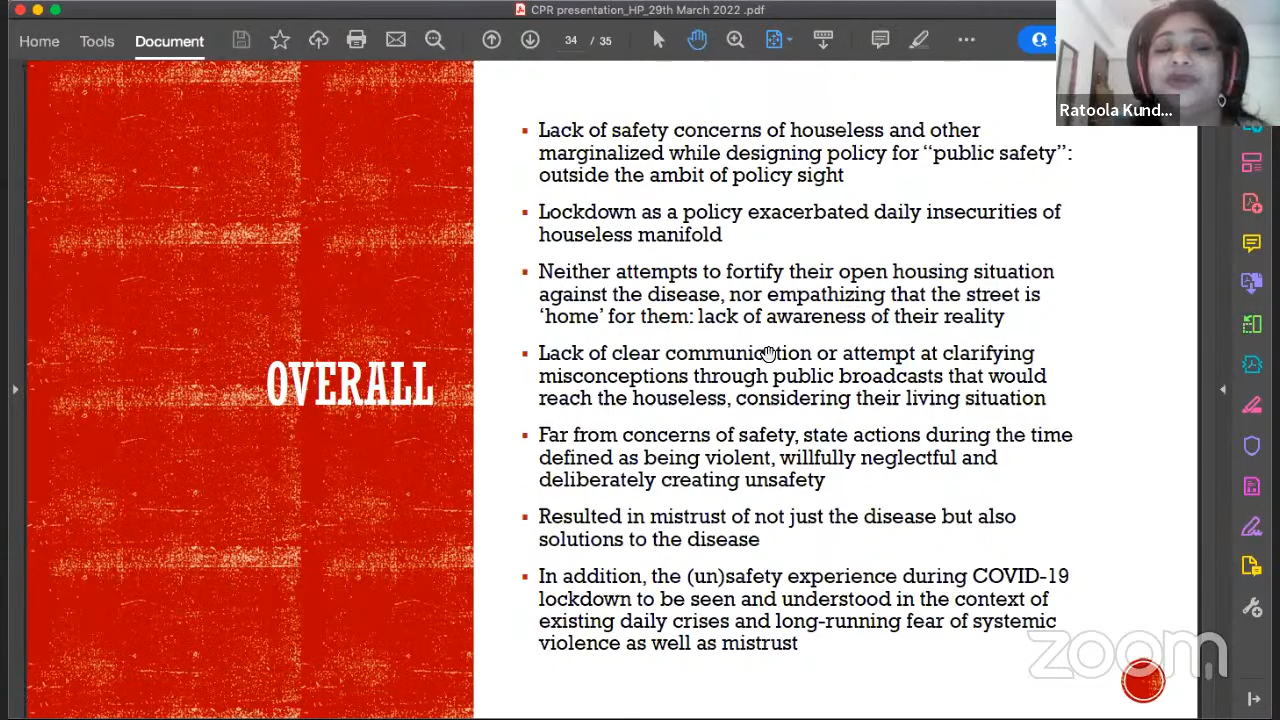 CPR presentation_HP_29th March 2022 .pdf
Home Tools Document 34 / 35
Ratoola Kund...
OVERALL
▪ Lack of safety concerns of houseless and other
marginalized while designing policy for “public safety”:
outside the ambit of policy sight
▪ Lockdown as a policy exacerbated daily insecurities of
houseless manifold
▪ Neither attempts to fortify their open housing situation
against the disease, nor empathizing that the street is
‘home’ for them: lack of awareness of their reality
▪ Lack of clear communication or attempt at clarifying
misconceptions through public broadcasts that would
reach the houseless, considering their living situation
▪ Far from concerns of safety, state actions during the time
defined as being violent, willfully neglectful and
deliberately creating unsafety
▪ Resulted in mistrust of not just the disease but also
solutions to the disease
▪ In addition, the (un)safety experience during COVID-19
lockdown to be seen and understood in the context of
existing daily crises and long-running fear of systemic
violence as well as mistrust
zoom